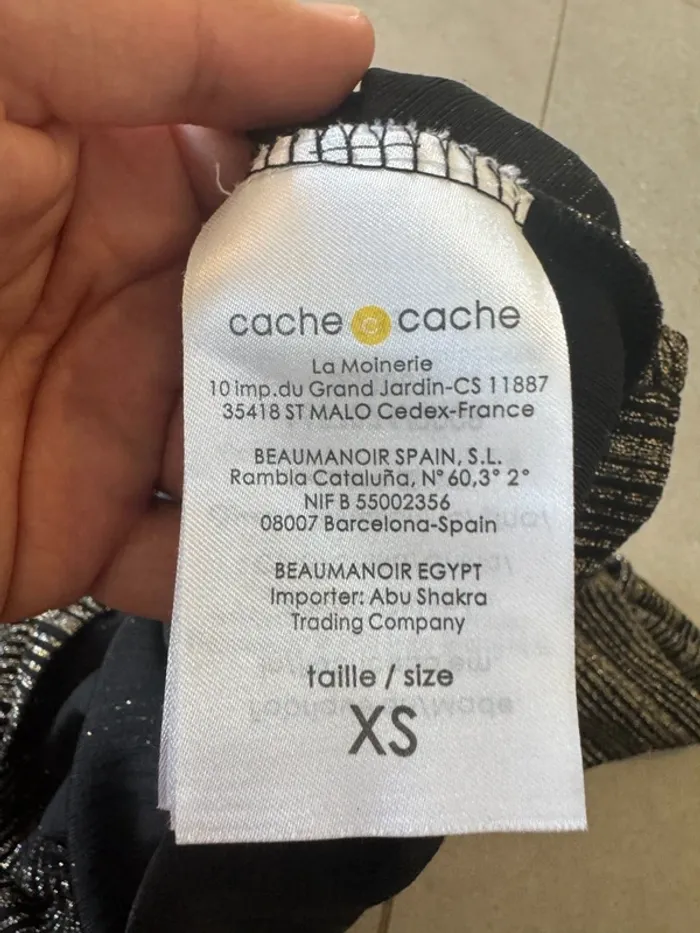 cache c cache
La Moinerie
10 imp.du Grand Jardin-CS 11887
35418 ST MALO Cedex-France
BEAUMANOIR SPAIN, S.L.
Rambla Cataluña, N° 60,3° 2°
NIF B 55002356
08007 Barcelona-Spain
BEAUMANOIR EGYPT
Importer: Abu Shakra
Trading Company
taille / size
XS